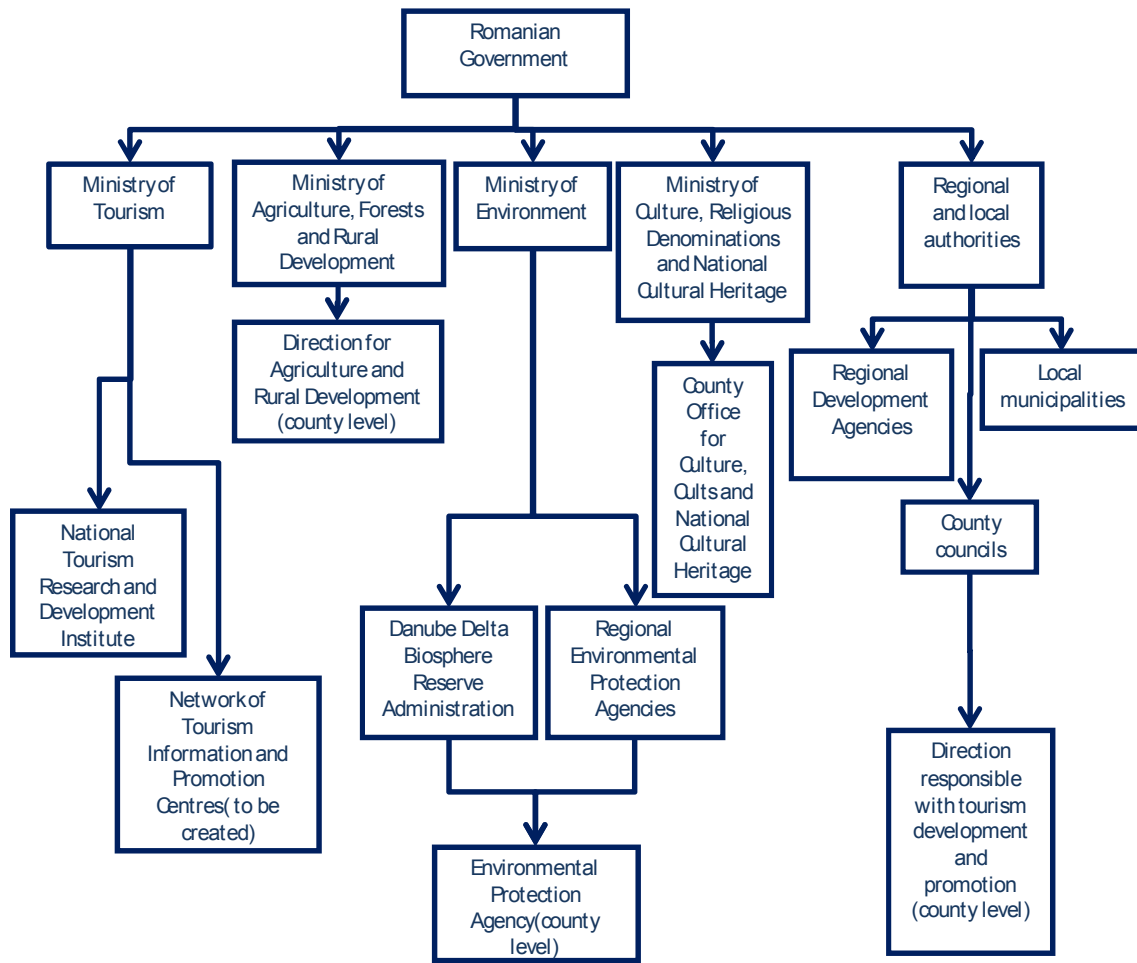 Romanian
Government
Ministry of
Tourism
Ministry of
Agriculture, Forests
and Rural
Development
Ministry of
Environment
Ministry of
Culture, Religious
Denominations
and National
Cultural Heritage
Regional
and local
authorities
Direction for
Agriculture and
Rural Development
(county level)
County
Office
for
Culture,
Cults and
National
Cultural
Heritage
Regional
Development
Agencies
Local
municipalities
National
Tourism
Research and
Development
Institute
County
councils
Danube Delta
Biosphere
Reserve
Administration
Regional
Environmental
Protection
Agencies
Network of
Tourism
Information and
Promotion
Centres( to be
created)
Direction
responsible
with tourism
development
and
promotion
(county level)
Environmental
Protection
Agency(county
level)